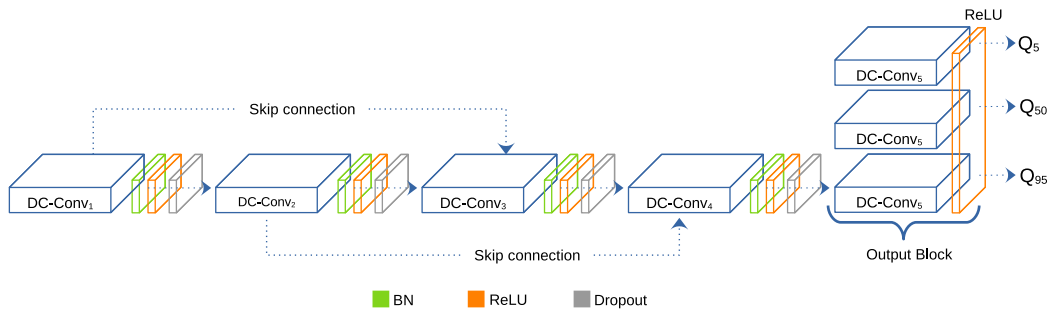 ReLU
DC-Conv₅ Q₅
DC-Conv₅ Q₅₀
Skip connection
DC-Conv₁ DC-Conv₂ DC-Conv₃ DC-Conv₄ DC-Conv₅ Q₉₅
Skip connection Output Block
BN ReLU Dropout